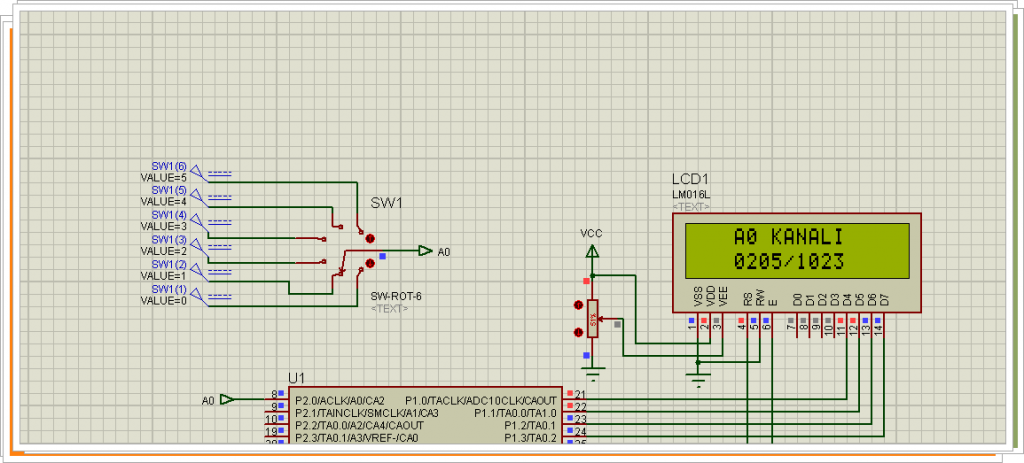 SW1(6)
VALUE=5
SW1(5)
VALUE=4
SW1(4)
VALUE=3
SW1(3)
VALUE=2
SW1(2)
VALUE=1
SW1(1)
VALUE=0
SW1
A0
SW-ROT-6
<TEXT>
VCC
51%
LCD1
LM016L
<TEXT>
A0 KANALI
0205/1023
VSS VDD VEE RS RW E D0 D1 D2 D3 D4 D5 D6 D7
1 2 3 4 5 6 7 8 9 10 11 12 13 14
U1
A0
8 P2.0/ACLK/A0/CA2 P1.0/TACLK/ADC10CLK/CAOUT 21
9 P2.1/TAINCLK/SMCLK/A1/CA3 P1.1/TA0.0/TA1.0 22
10 P2.2/TA0.0/A2/CA4/CAOUT P1.2/TA0.1 23
19 P2.3/TA0.1/A3/VREF-/CA0 P1.3/TA0.2 24